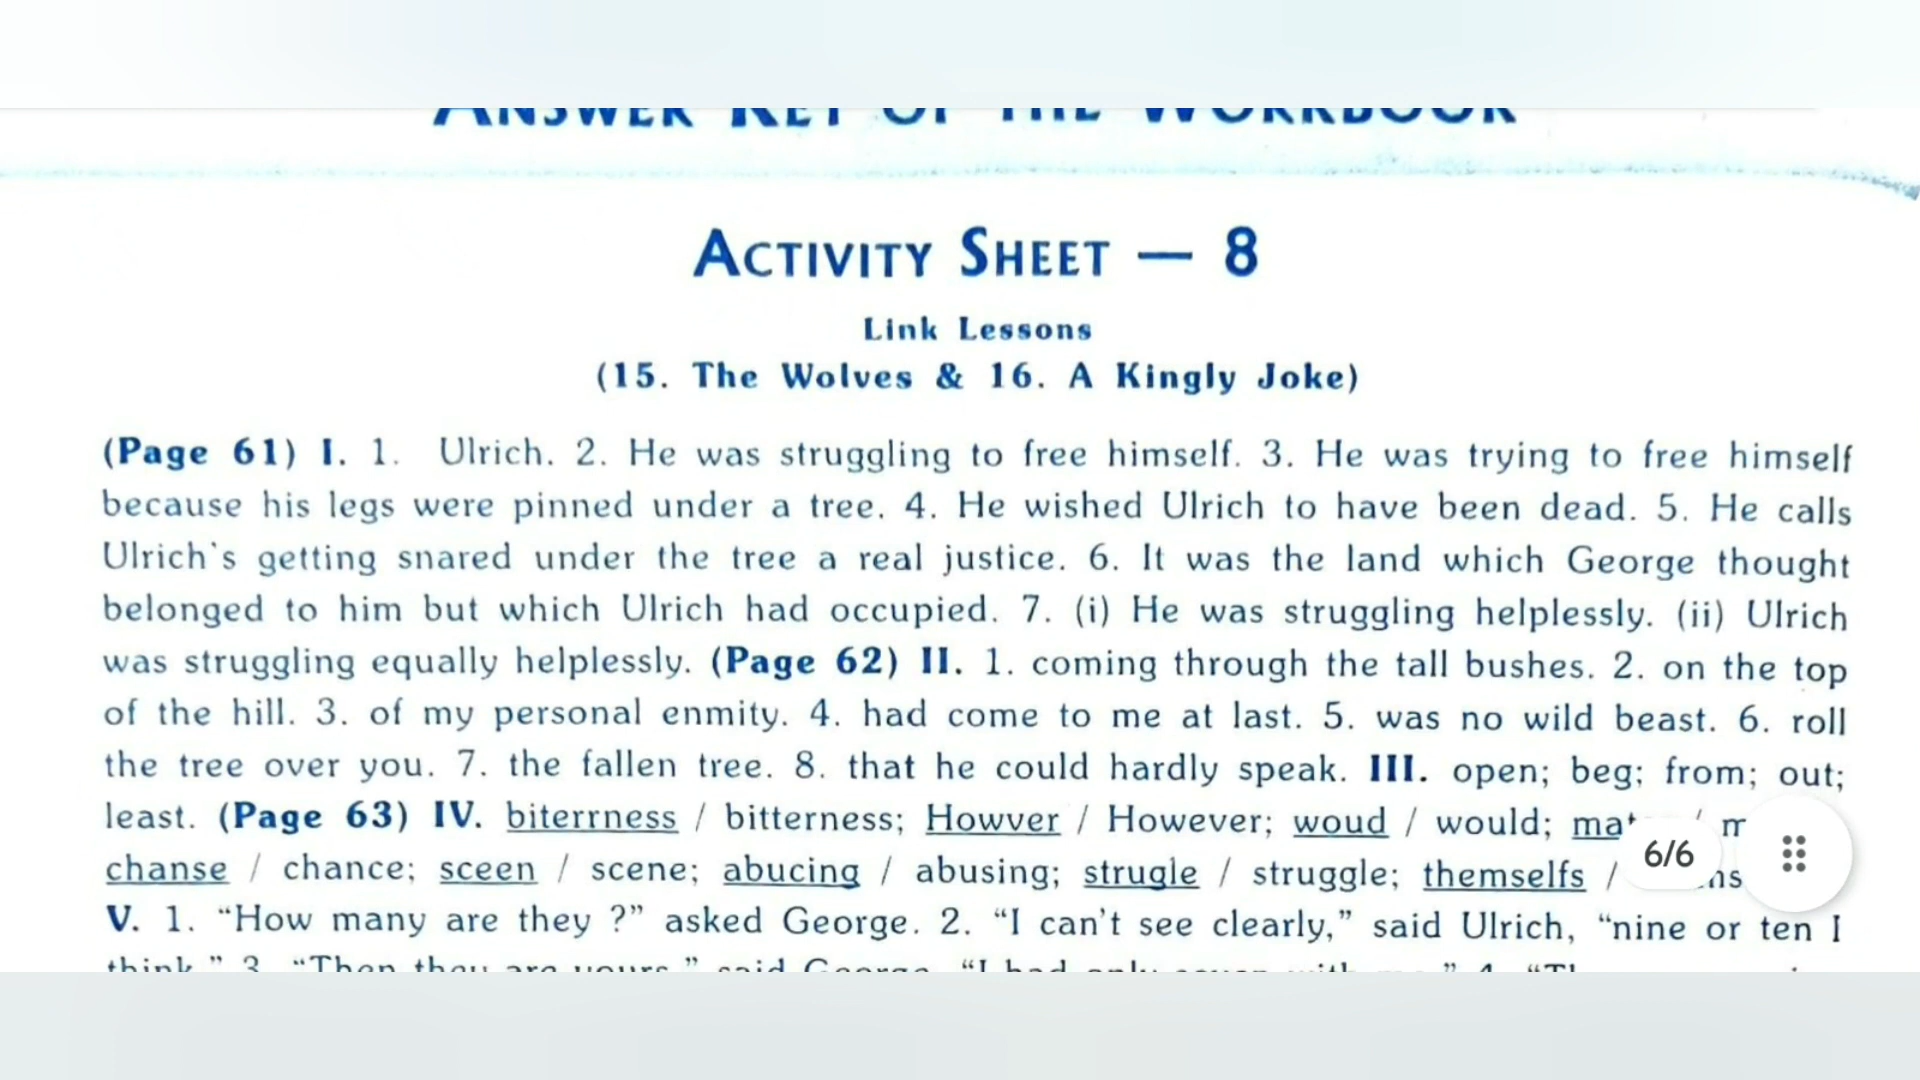 ANSWER KEY OF THE WORKBOOK
ACTIVITY SHEET — 8
Link Lessons
(15. The Wolves & 16. A Kingly Joke)
(Page 61) I. 1. Ulrich. 2. He was struggling to free himself. 3. He was trying to free himself
because his legs were pinned under a tree. 4. He wished Ulrich to have been dead. 5. He calls
Ulrich's getting snared under the tree a real justice. 6. It was the land which George thought
belonged to him but which Ulrich had occupied. 7. (i) He was struggling helplessly. (ii) Ulrich
was struggling equally helplessly. (Page 62) II. 1. coming through the tall bushes. 2. on the top
of the hill. 3. of my personal enmity. 4. had come to me at last. 5. was no wild beast. 6. roll
the tree over you. 7. the fallen tree. 8. that he could hardly speak. III. open; beg; from; out;
least. (Page 63) IV. biterrness / bitterness; Howver / However; woud / would;
chanse / chance; sceen / scene; abucing / abusing; strugle / struggle; themselfs /
6/6
V. 1. “How many are they ?” asked George. 2. “I can't see clearly,” said Ulrich, “nine or ten I
think.” 3. “Then they are yours,” said George, “I had only seven with